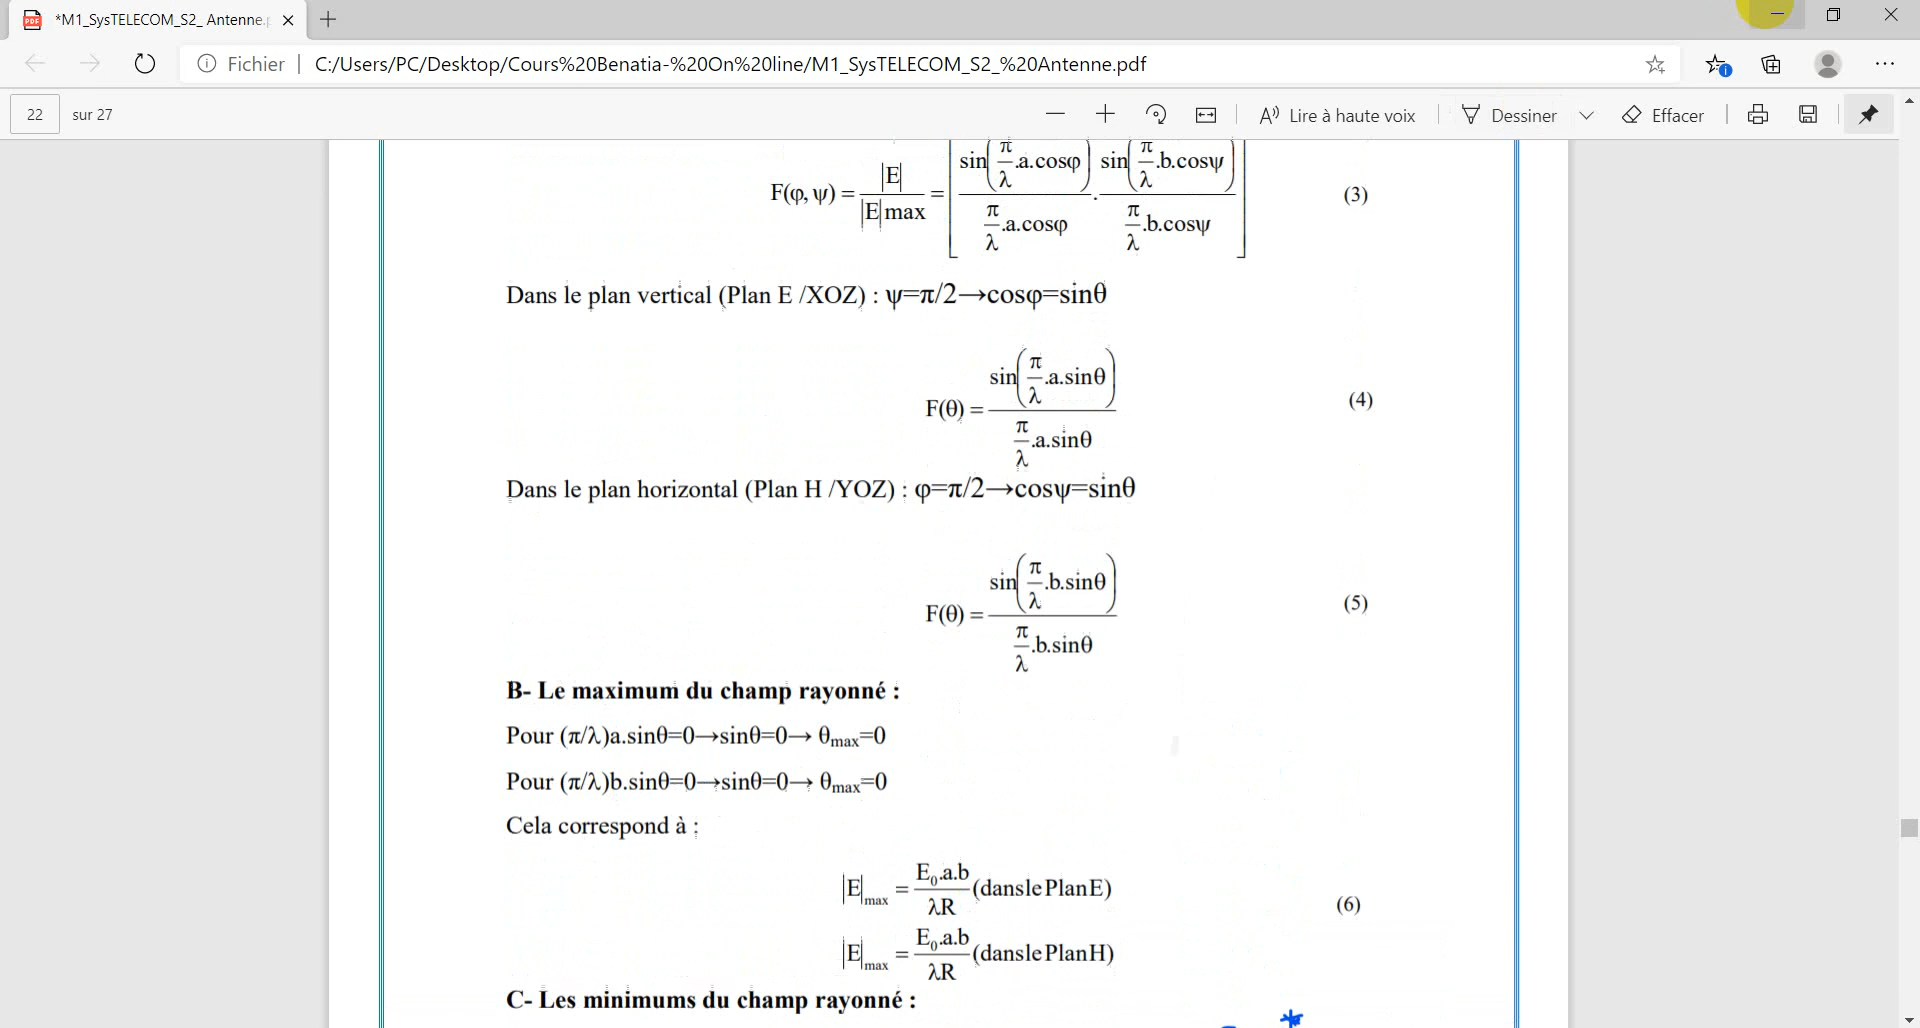 *M1_SysTELECOM_S2_ Antenne.p
Fichier | C:/Users/PC/Desktop/Cours%20Benatia-%20On%20line/M1_SysTELECOM_S2_%20Antenne.pdf
22 sur 27 Lire à haute voix Dessiner Effacer
F(φ, ψ) = |E| / |E|max = [ sin(π/λ .a.cosφ) / (π/λ .a.cosφ) . sin(π/λ .b.cosψ) / (π/λ .b.cosψ) ] (3)
Dans le plan vertical (Plan E /XOZ) : ψ=π/2→cosφ=sinθ
F(θ) = sin(π/λ .a.sinθ) / (π/λ .a.sinθ) (4)
Dans le plan horizontal (Plan H /YOZ) : φ=π/2→cosψ=sinθ
F(θ) = sin(π/λ .b.sinθ) / (π/λ .b.sinθ) (5)
B- Le maximum du champ rayonné :
Pour (π/λ)a.sinθ=0→sinθ=0→ θmax=0
Pour (π/λ)b.sinθ=0→sinθ=0→ θmax=0
Cela correspond à :
|E|max = E₀.a.b / λR (dans le Plan E)
(6)
|E|max = E₀.a.b / λR (dans le Plan H)
C- Les minimums du champ rayonné :